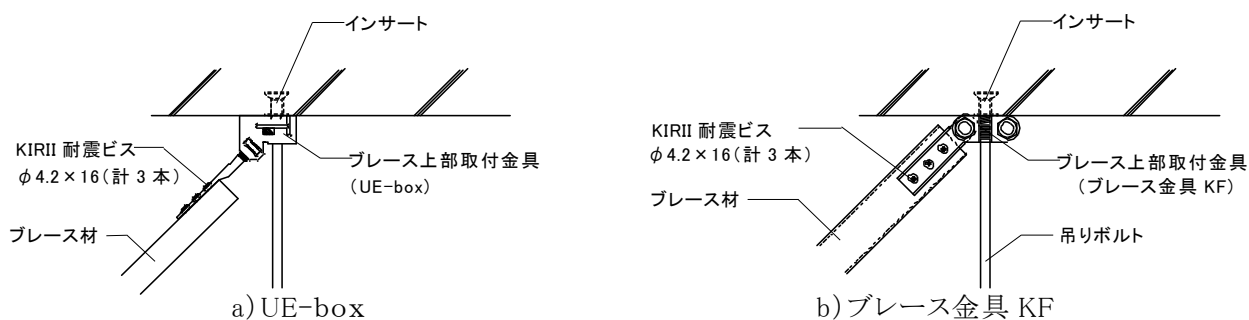 インサート
KIRII 耐震ビス
φ4.2×16(計 3 本)
ブレース上部取付金具
(UE-box)
ブレース材
a)UE-box
インサート
KIRII 耐震ビス
φ4.2×16(計 3 本)
ブレース上部取付金具
(ブレース金具 KF)
ブレース材
吊りボルト
b)ブレース金具 KF